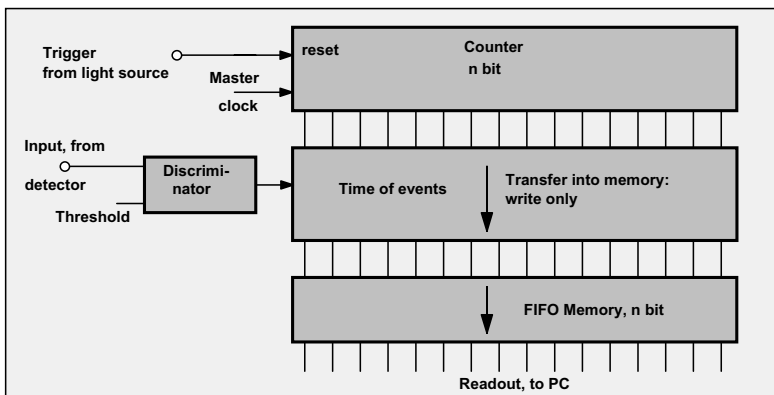 Trigger
from light source
reset
Counter
n bit
Master
clock
Input, from
detector
Discrimi-
nator
Threshold
Time of events
Transfer into memory:
write only
FIFO Memory, n bit
Readout, to PC